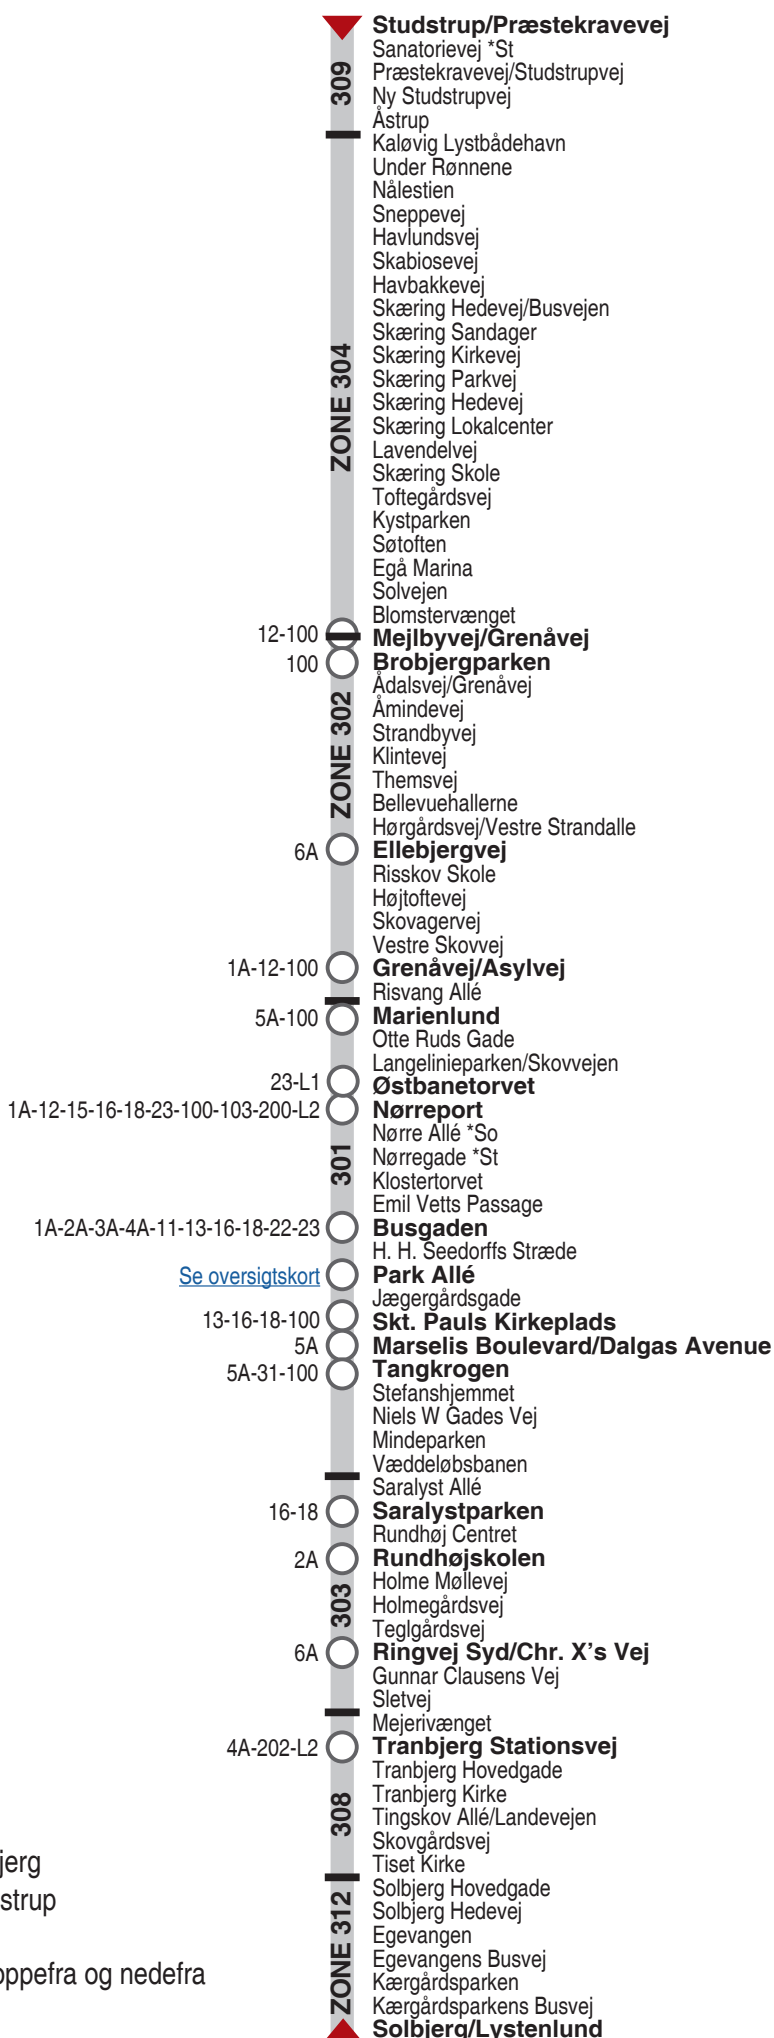 Studstrup/Præstekravevej
Sanatorievej *St
309
Præstekravevej/Studstrupvej
Ny Studstrupvej
Åstrup
Kaløvig Lystbådehavn
Under Rønnene
Nålestien
Sneppevej
Havlundsvej
Skabiosevej
Havbakkevej
Skæring Hedevej/Busvejen
Skæring Sandager
Skæring Kirkevej
ZONE 304
Skæring Parkvej
Skæring Hedevej
Skæring Lokalcenter
Lavendelvej
Skæring Skole
Toftegårdsvej
Kystparken
Søtoften
Egå Marina
Solvejen
Blomstervænget
12-100 Mejlbyvej/Grenåvej
100 Brobjergparken
Ådalsvej/Grenåvej
Åmindevej
Strandbyvej
ZONE 302
Klintevej
Themsvej
Bellevuehallerne
Hørgårdsvej/Vestre Strandalle
6A Ellebjergvej
Risskov Skole
Højtoftevej
Skovagervej
Vestre Skovvej
1A-12-100 Grenåvej/Asylvej
Risvang Allé
5A-100 Marienlund
Otte Ruds Gade
Langelinieparken/Skovvejen
23-L1 Østbanetorvet
1A-12-15-16-18-23-100-103-200-L2 Nørreport
Nørre Allé *So
Nørregade *St
301
Klostertorvet
Emil Vetts Passage
1A-2A-3A-4A-11-13-16-18-22-23 Busgaden
H. H. Seedorffs Stræde
Se oversigtskort Park Allé
Jægergårdsgade
13-16-18-100 Skt. Pauls Kirkeplads
5A Marselis Boulevard/Dalgas Avenue
5A-31-100 Tangkrogen
Stefanshjemmet
Niels W Gades Vej
Mindeparken
Væddeløbsbanen
Saralyst Allé
16-18 Saralystparken
Rundhøj Centret
2A Rundhøjskolen
Holme Møllevej
303
Holmegårdsvej
Teglgårdsvej
6A Ringvej Syd/Chr. X's Vej
Gunnar Clausens Vej
Sletvej
Mejerivænget
4A-202-L2 Tranbjerg Stationsvej
Tranbjerg Hovedgade
Tranbjerg Kirke
308
Tingskov Allé/Landevejen
Skovgårdsvej
jerg
Tiset Kirke
Solbjerg Hovedgade
strup
Solbjerg Hedevej
Egevangen
ZONE 312
Egevangens Busvej
oppefra og nedefra
Kærgårdsparken
Kærgårdsparkens Busvej
Solbjerg/Lystenlund